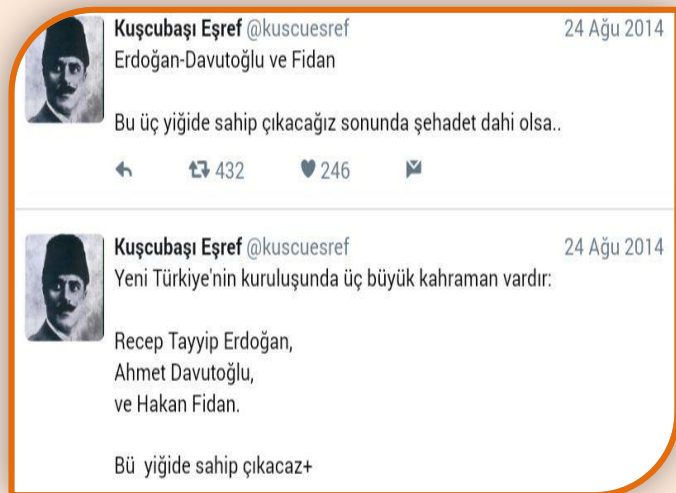 Kuşcubaşı Eşref @kuscuesref 24 Ağu 2014
Erdoğan-Davutoğlu ve Fidan
Bu üç yiğide sahip çıkacağız sonunda şehadet dahi olsa..
432 246
Kuşcubaşı Eşref @kuscuesref 24 Ağu 2014
Yeni Türkiye'nin kuruluşunda üç büyük kahraman vardır:
Recep Tayyip Erdoğan,
Ahmet Davutoğlu,
ve Hakan Fidan.
Bü yiğide sahip çıkacaz+